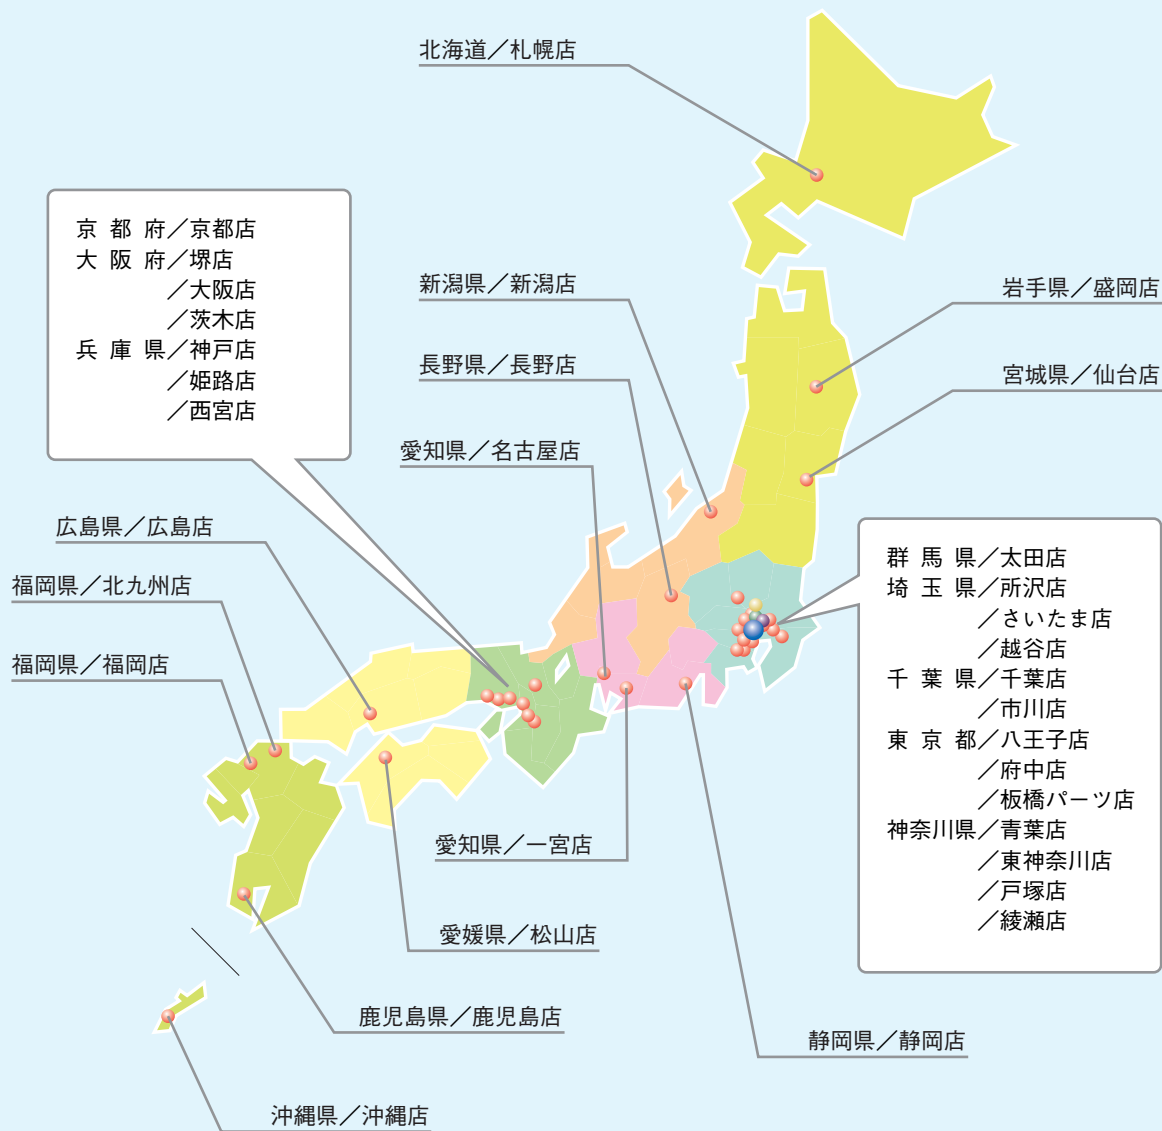 北海道／札幌店
京都府／京都店
大阪府／堺店
／大阪店
／茨木店
兵庫県／神戸店
／姫路店
／西宮店
新潟県／新潟店
岩手県／盛岡店
長野県／長野店
宮城県／仙台店
愛知県／名古屋店
広島県／広島店
福岡県／北九州店
福岡県／福岡店
群馬県／太田店
埼玉県／所沢店
／さいたま店
／越谷店
千葉県／千葉店
／市川店
東京都／八王子店
／府中店
／板橋パーツ店
神奈川県／青葉店
／東神奈川店
／戸塚店
／綾瀬店
愛知県／一宮店
愛媛県／松山店
鹿児島県／鹿児島店
静岡県／静岡店
沖縄県／沖縄店